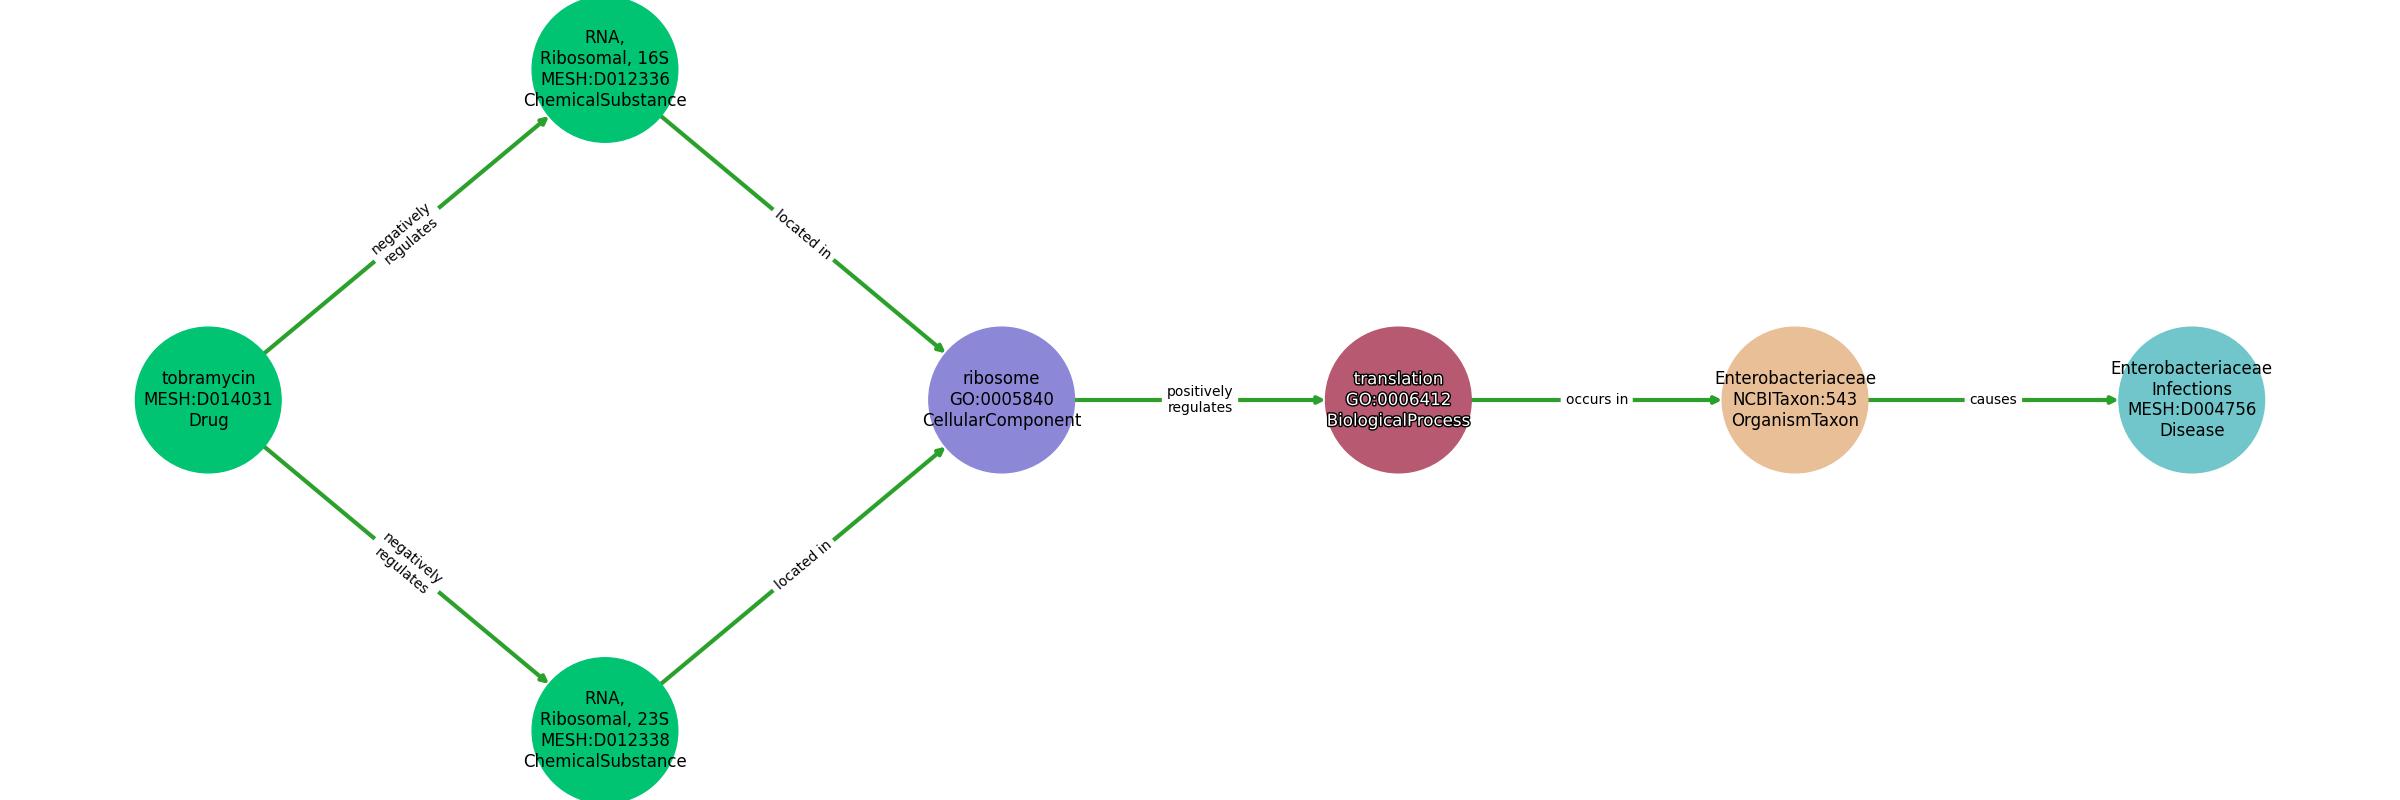 RNA,
Ribosomal, 16S
MESH:D012336
ChemicalSubstance
negatively
regulates
located in
tobramycin
MESH:D014031
Drug
ribosome
GO:0005840
CellularComponent
positively
regulates
translation
GO:0006412
BiologicalProcess
occurs in
Enterobacteriaceae
NCBITaxon:543
OrganismTaxon
causes
Enterobacteriaceae
Infections
MESH:D004756
Disease
negatively
regulates
located in
RNA,
Ribosomal, 23S
MESH:D012338
ChemicalSubstance